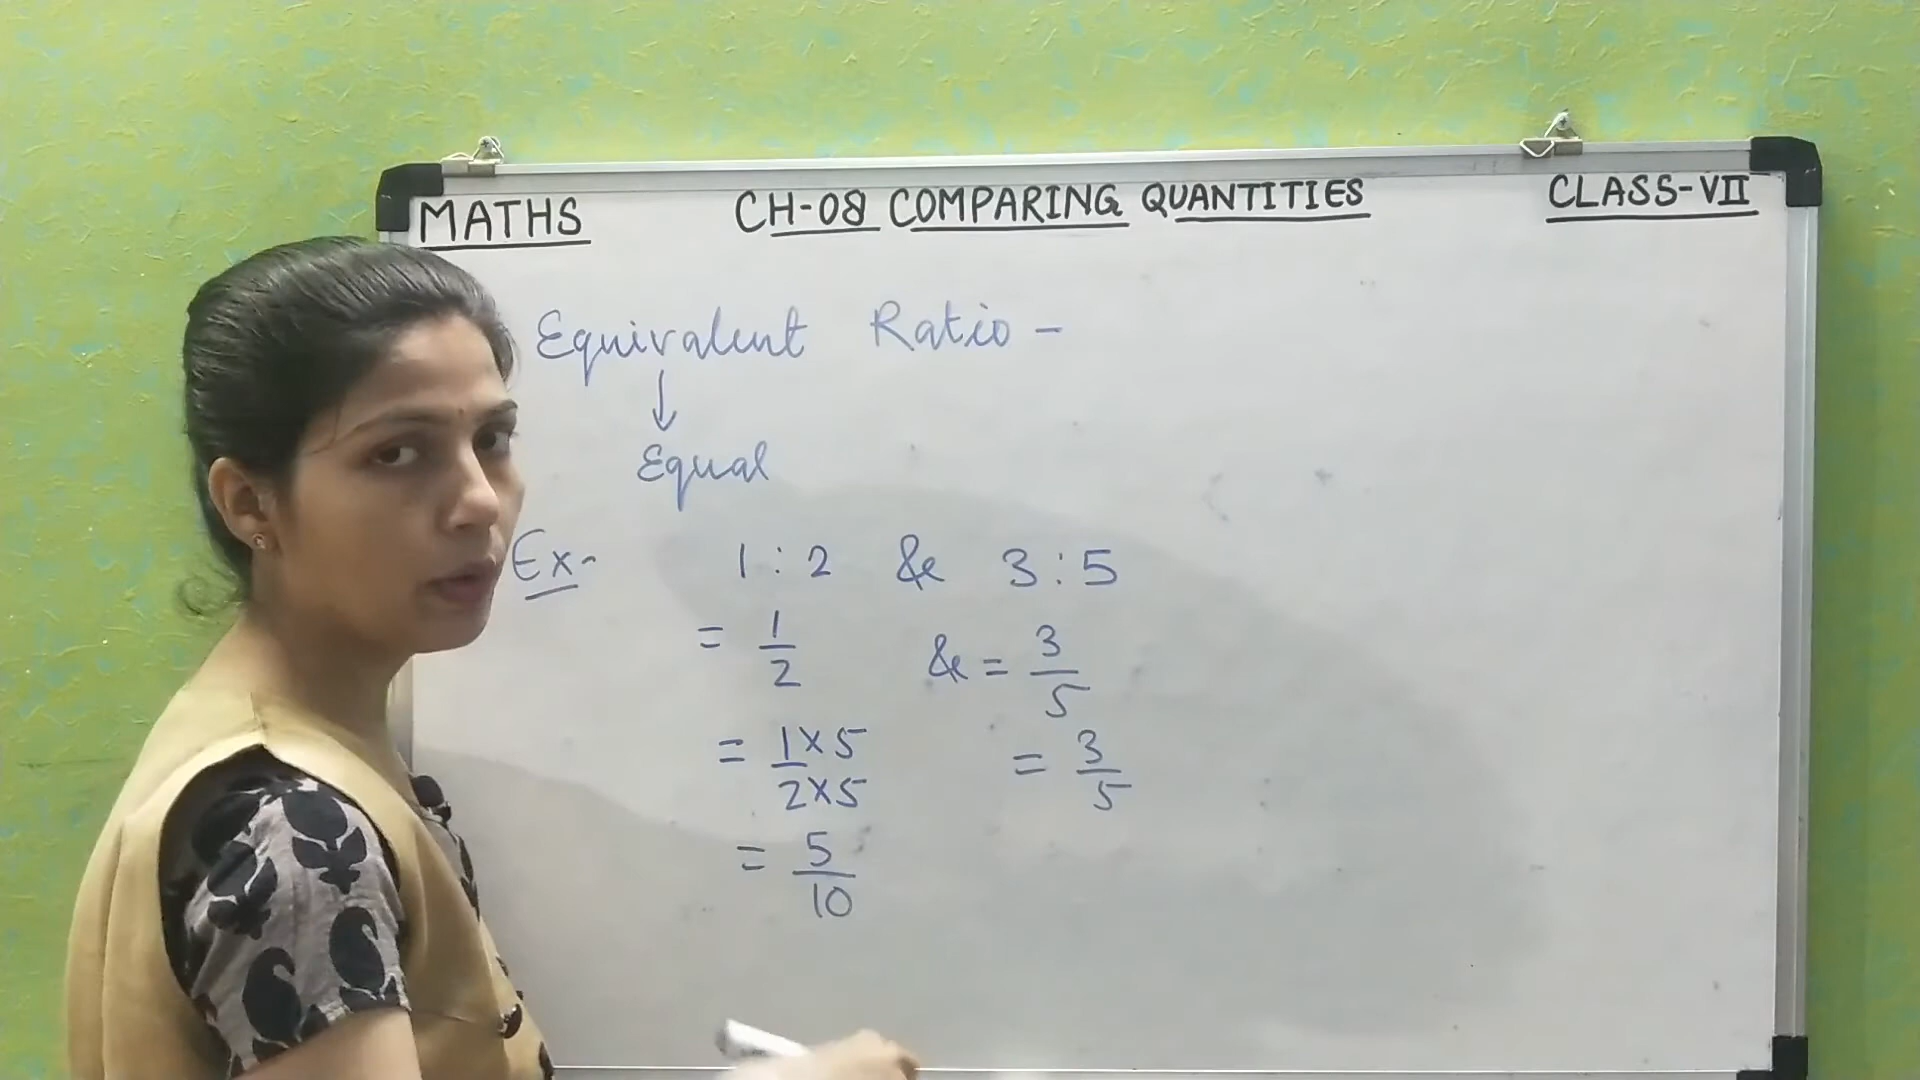 MATHS CH-08 COMPARING QUANTITIES CLASS-VII
Equivalent Ratio -
↓
Equal
Ex- 1 : 2 & 3 : 5
= 1/2 & = 3/5
= 1×5/2×5 = 3/5
= 5/10